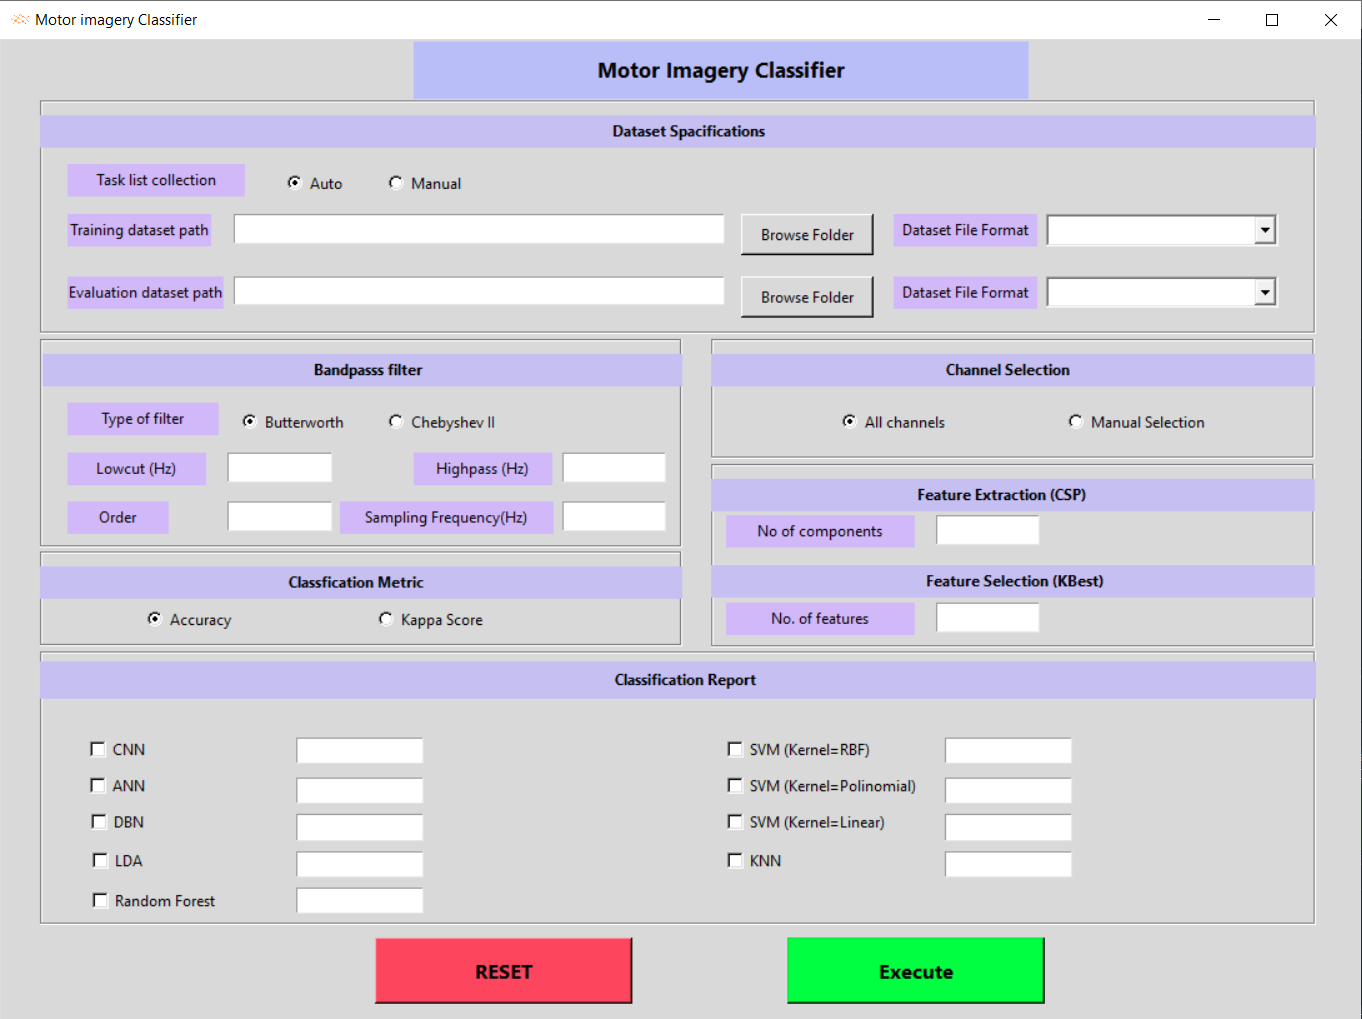 Motor imagery Classifier
Motor Imagery Classifier
Dataset Spacifications
Task list collection Auto Manual
Training dataset path Browse Folder Dataset File Format
Evaluation dataset path Browse Folder Dataset File Format
Bandpasss filter
Type of filter Butterworth Chebyshev II
Lowcut (Hz) Highpass (Hz)
Order Sampling Frequency(Hz)
Channel Selection
All channels Manual Selection
Feature Extraction (CSP)
No of components
Classfication Metric
Accuracy Kappa Score
Feature Selection (KBest)
No. of features
Classification Report
CNN SVM (Kernel=RBF)
ANN SVM (Kernel=Polinomial)
DBN SVM (Kernel=Linear)
LDA KNN
Random Forest
RESET Execute